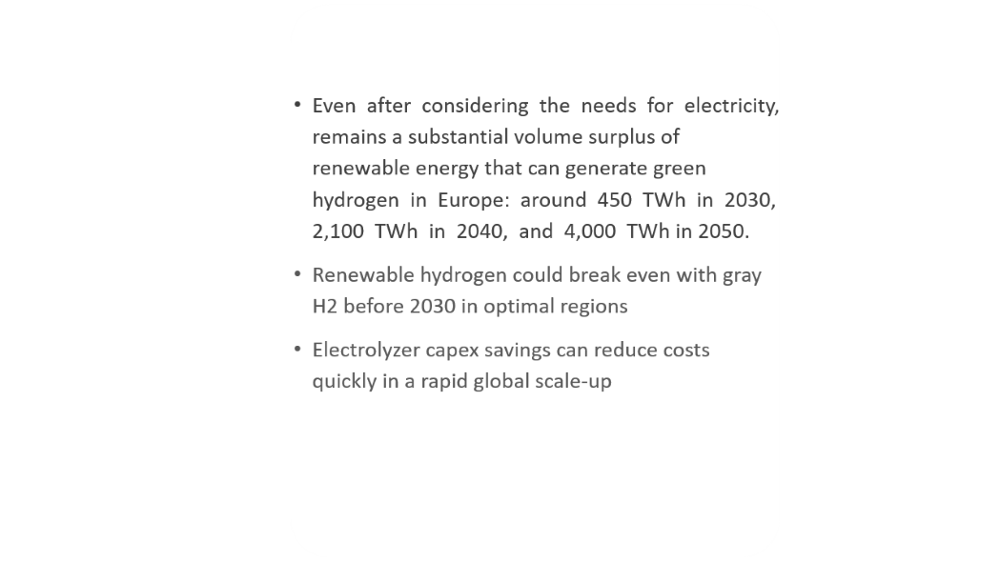 • Even after considering the needs for electricity,
remains a substantial volume surplus of
renewable energy that can generate green
hydrogen in Europe: around 450 TWh in 2030,
2,100 TWh in 2040, and 4,000 TWh in 2050.
• Renewable hydrogen could break even with gray
H2 before 2030 in optimal regions
• Electrolyzer capex savings can reduce costs
quickly in a rapid global scale-up